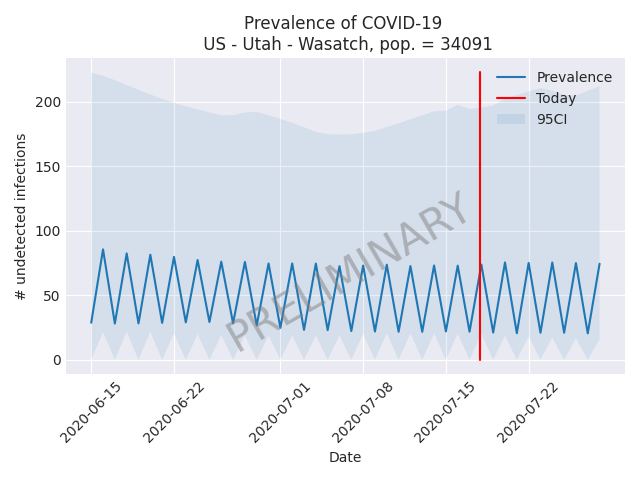 Prevalence of COVID-19
US - Utah - Wasatch, pop. = 34091
# undetected infections
200
150
100
50
0
Prevalence
Today
95CI
PRELIMINARY
2020-06-15
2020-06-22
2020-07-01
2020-07-08
2020-07-15
2020-07-22
Date